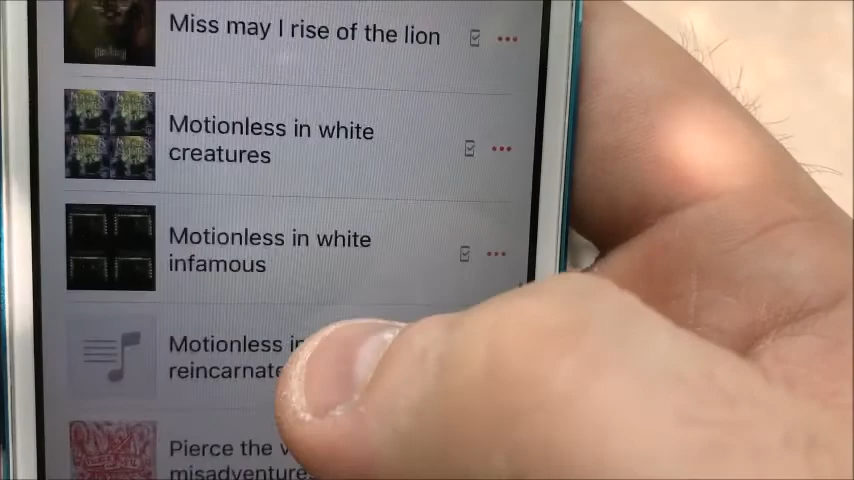 Miss may I rise of the lion
Motionless in white
creatures
Motionless in white
infamous
Motionless in
reincarnate
Pierce the v
misadventures